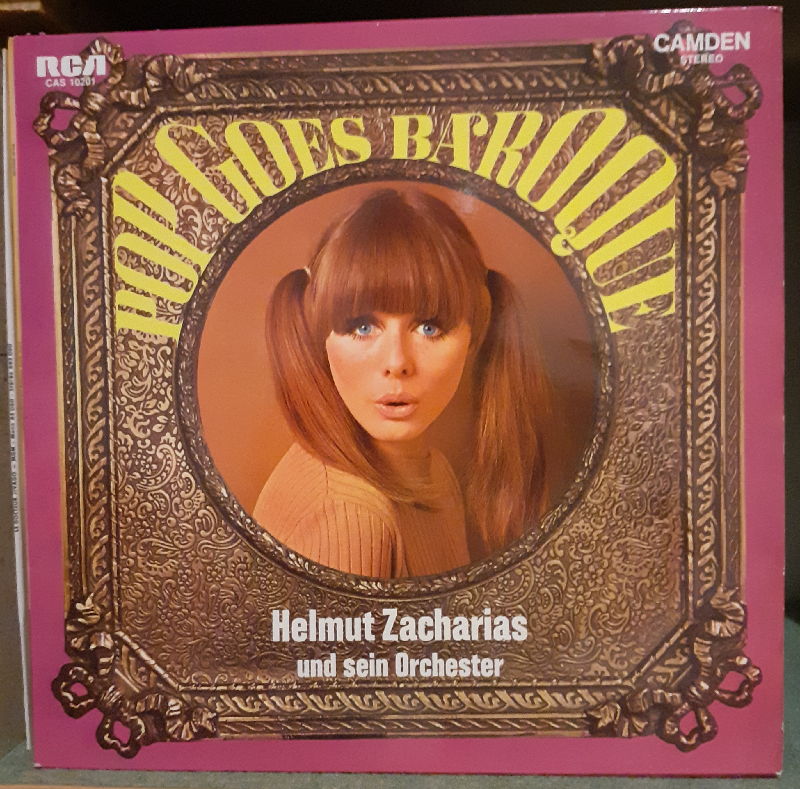 RCA
CAS 10201
CAMDEN
STEREO
POP GOES BAROQUE
Helmut Zacharias
und sein Orchester